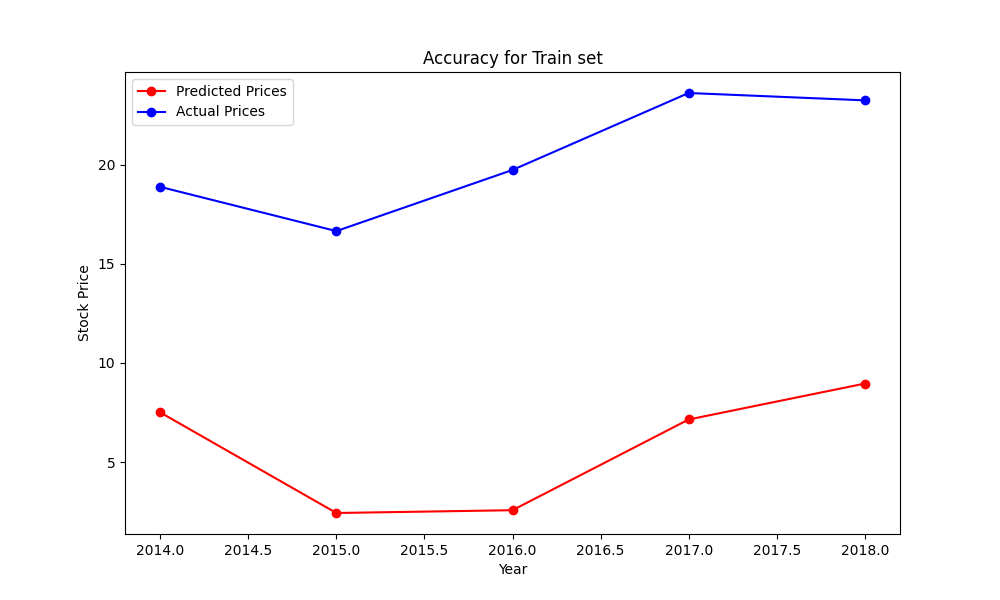 Accuracy for Train set
Predicted Prices
Actual Prices
Stock Price
20
15
10
5
2014.0 2014.5 2015.0 2015.5 2016.0 2016.5 2017.0 2017.5 2018.0
Year